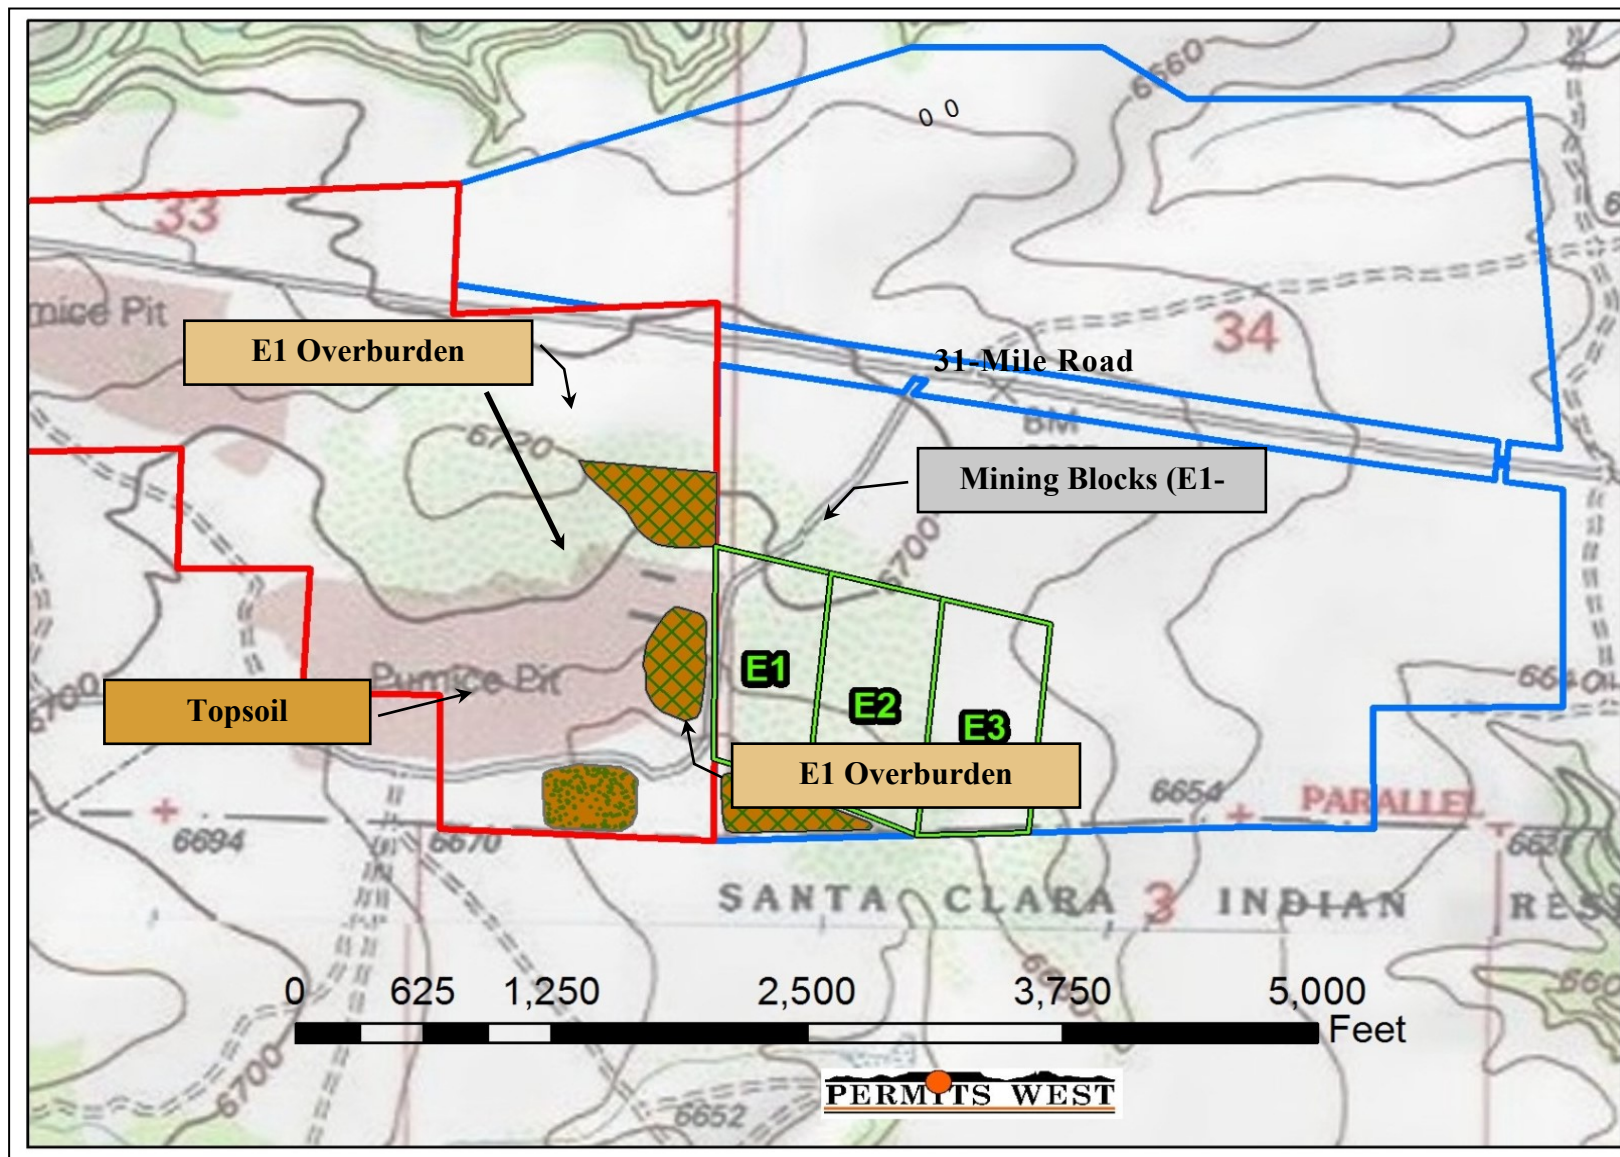 6660
0 0
33
34
31-Mile Road
mice Pit
E1 Overburden
BM
6720
Mining Blocks (E1-
6700
E1
E2
E3
Pumice Pit
6640
6700
Topsoil
E1 Overburden
6654
PARALLEL
6694
6670
SANTA CLARA 3 INDIAN RES
0 625 1,250 2,500 3,750 5,000
Feet
6700
6652
PERMITS WEST